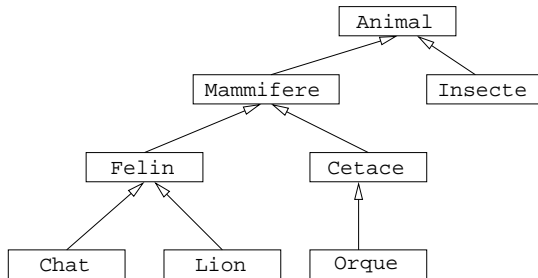 Animal
Mammifere
Insecte
Felin
Cetace
Chat
Lion
Orque